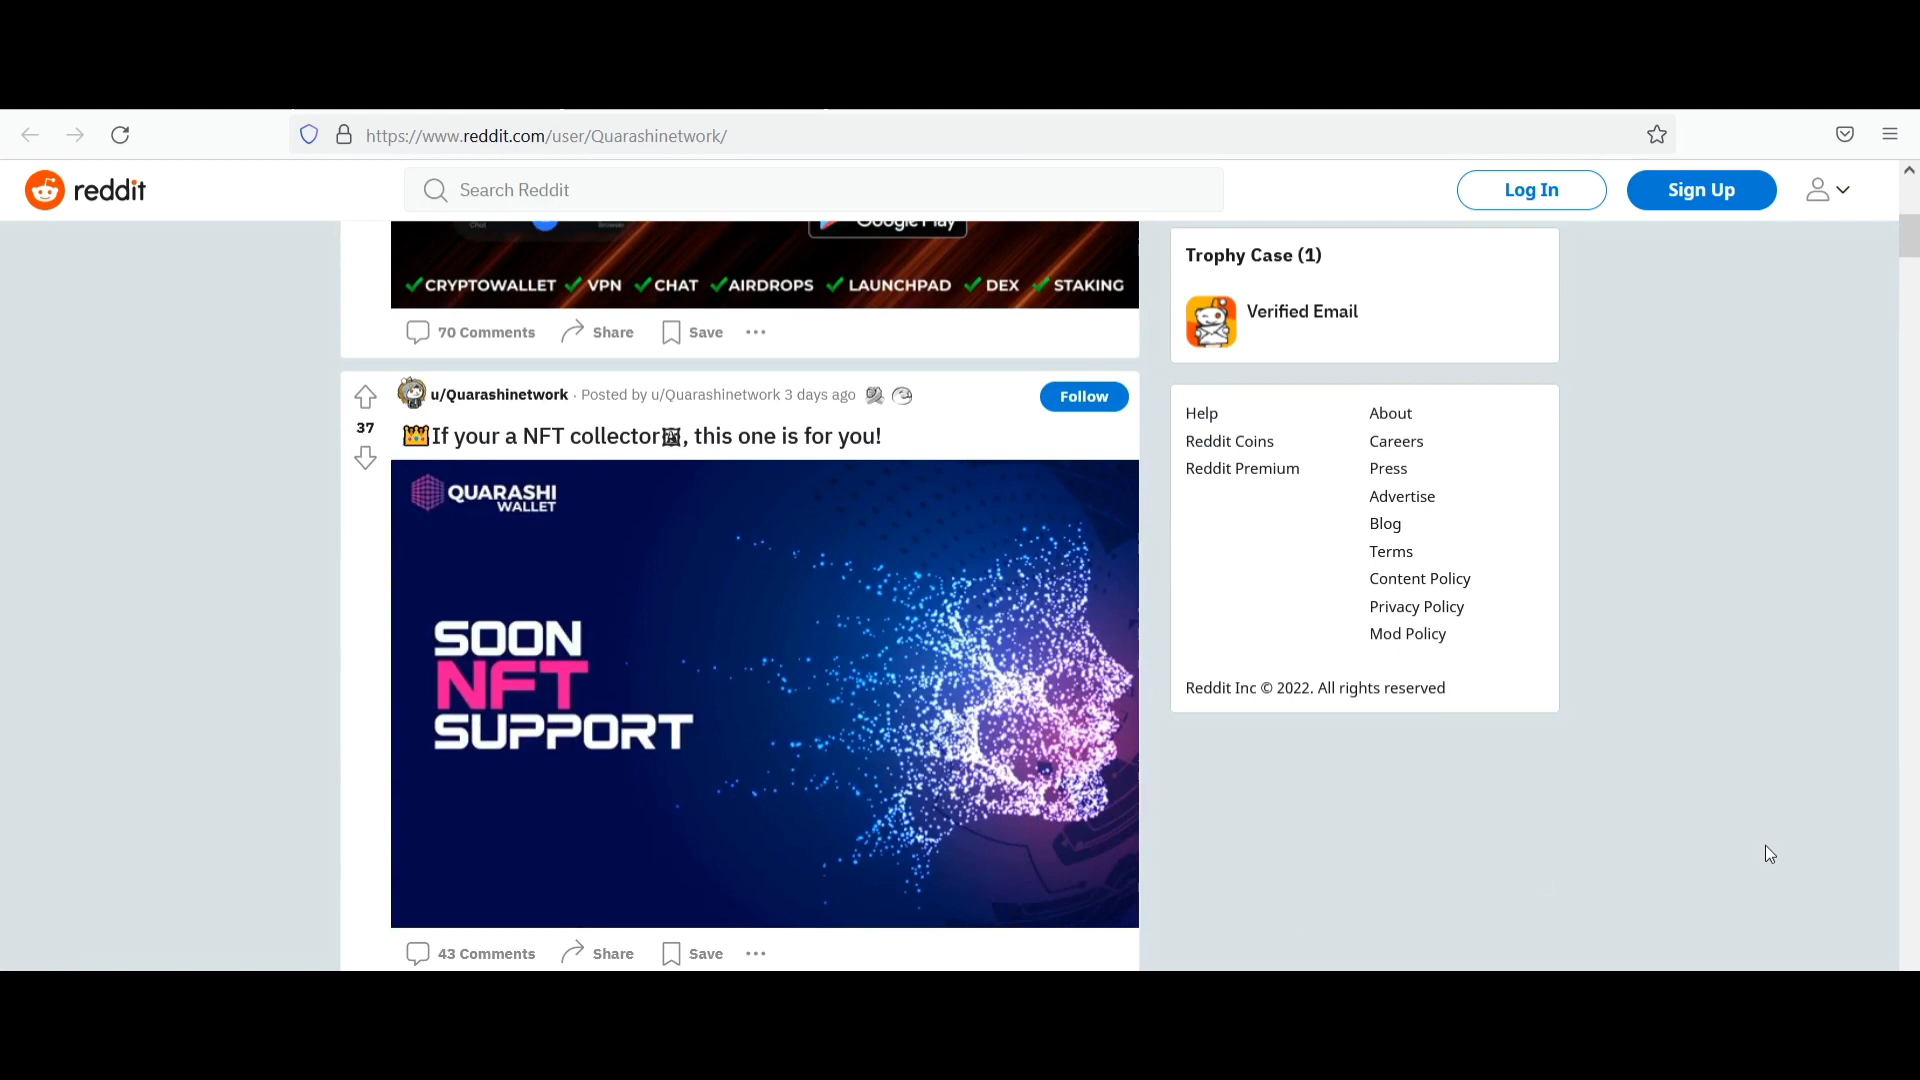 https://www.reddit.com/user/Quarashinetwork/
reddit
Search Reddit
Log In
Sign Up
Google Play
CRYPTOWALLET VPN CHAT AIRDROPS LAUNCHPAD DEX STAKING
70 Comments Share Save
Trophy Case (1)
Verified Email
37
u/Quarashinetwork · Posted by u/Quarashinetwork 3 days ago
Follow
If your a NFT collector, this one is for you!
QUARASHI
WALLET
SOON
NFT
SUPPORT
43 Comments Share Save
Help
Reddit Coins
Reddit Premium
About
Careers
Press
Advertise
Blog
Terms
Content Policy
Privacy Policy
Mod Policy
Reddit Inc © 2022. All rights reserved